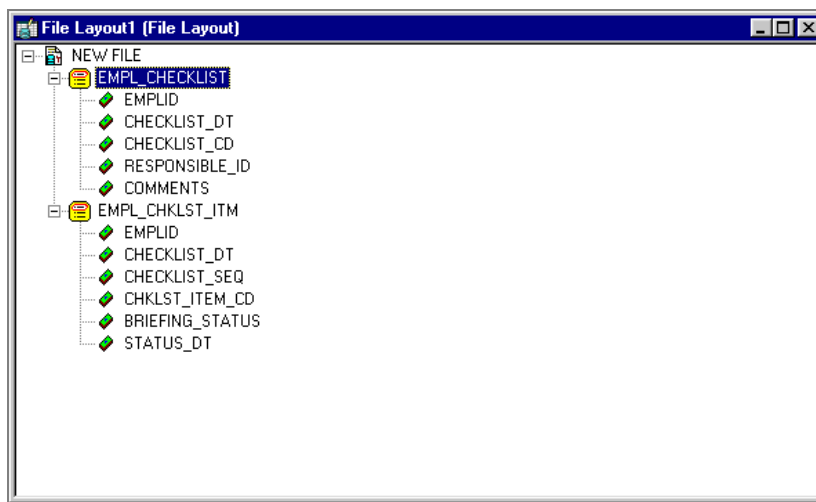 File Layout1 (File Layout)
NEW FILE
EMPL_CHECKLIST
EMPLID
CHECKLIST_DT
CHECKLIST_CD
RESPONSIBLE_ID
COMMENTS
EMPL_CHKLST_ITM
EMPLID
CHECKLIST_DT
CHECKLIST_SEQ
CHKLST_ITEM_CD
BRIEFING_STATUS
STATUS_DT